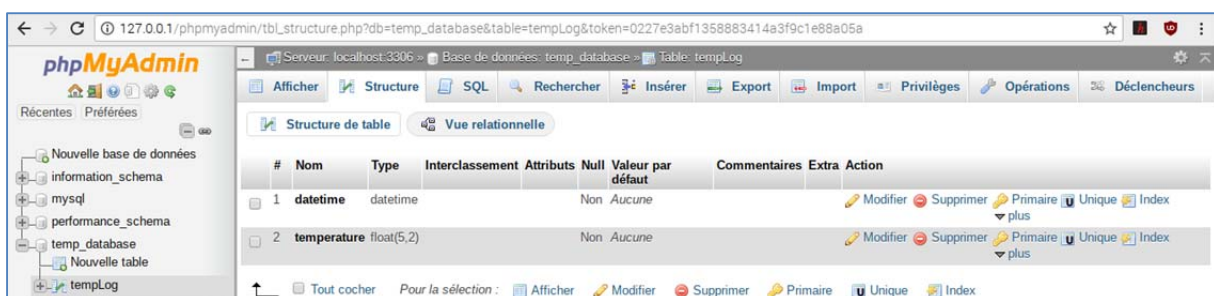 127.0.0.1/phpmyadmin/tbl_structure.php?db=temp_database&table=tempLog&token=0227e3abf1358883414a3f9c1e88a05a
phpMyAdmin
Récentes Préférées
Nouvelle base de données
information_schema
mysql
performance_schema
temp_database
Nouvelle table
tempLog
Serveur: localhost:3306 » Base de données: temp_database » Table: tempLog
Afficher Structure SQL Rechercher Insérer Export Import Privilèges Opérations Déclencheurs
Structure de table Vue relationnelle
# Nom Type Interclassement Attributs Null Valeur par défaut Commentaires Extra Action
1 datetime datetime Non Aucune Modifier Supprimer Primaire Unique Index
plus
2 temperature float(5,2) Non Aucune Modifier Supprimer Primaire Unique Index
plus
Tout cocher Pour la sélection : Afficher Modifier Supprimer Primaire Unique Index